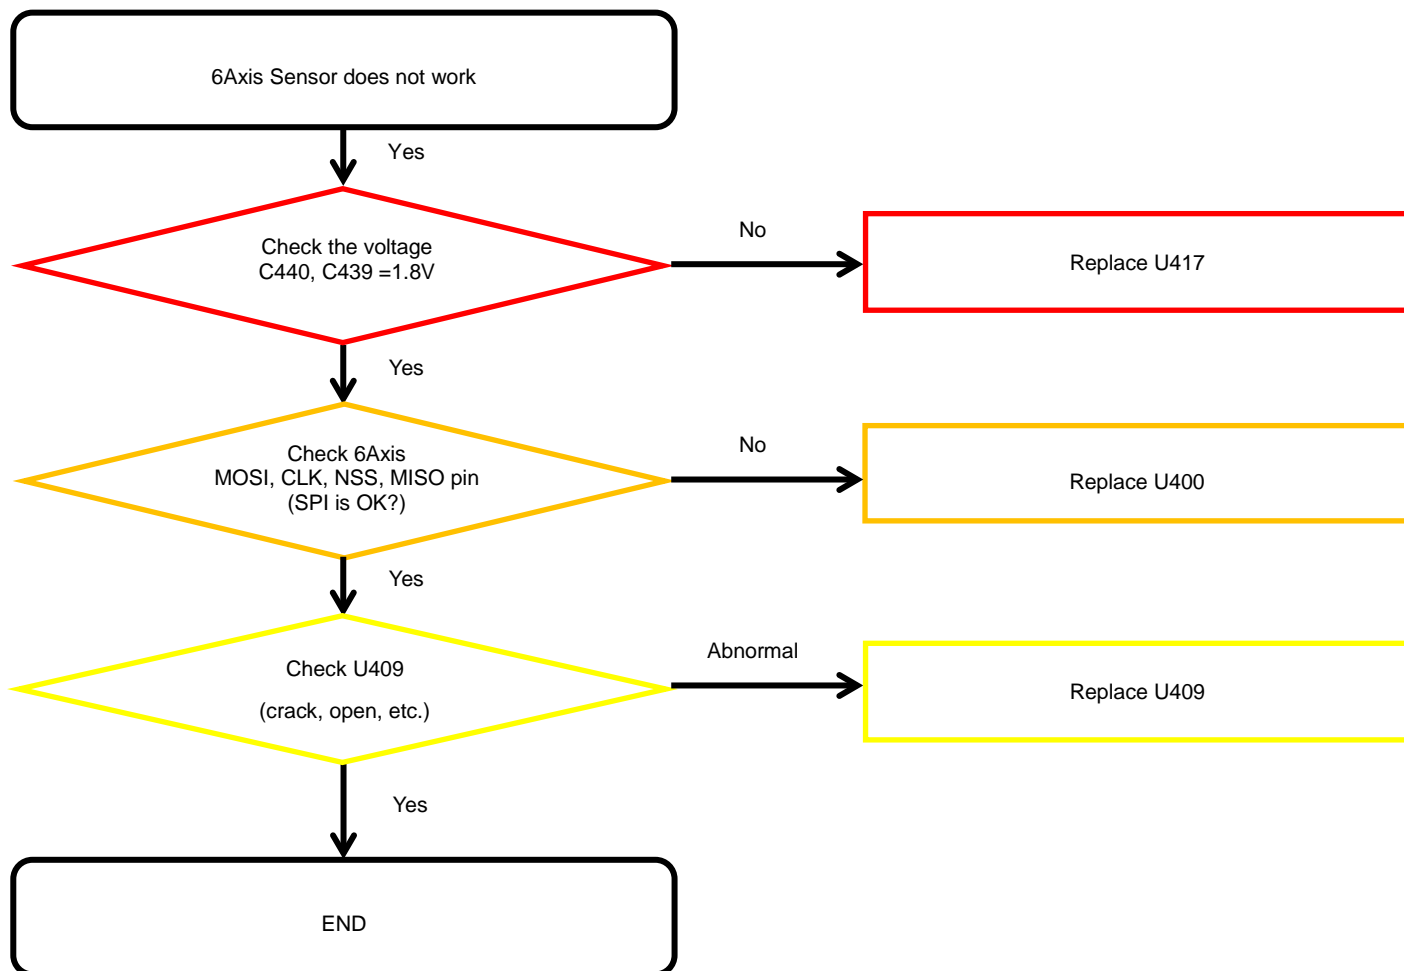 6Axis Sensor does not work
Yes
Check the voltage
C440, C439 =1.8V
No
Replace U417
Yes
Check 6Axis
MOSI, CLK, NSS, MISO pin
(SPI is OK?)
No
Replace U400
Yes
Check U409
(crack, open, etc.)
Abnormal
Replace U409
Yes
END